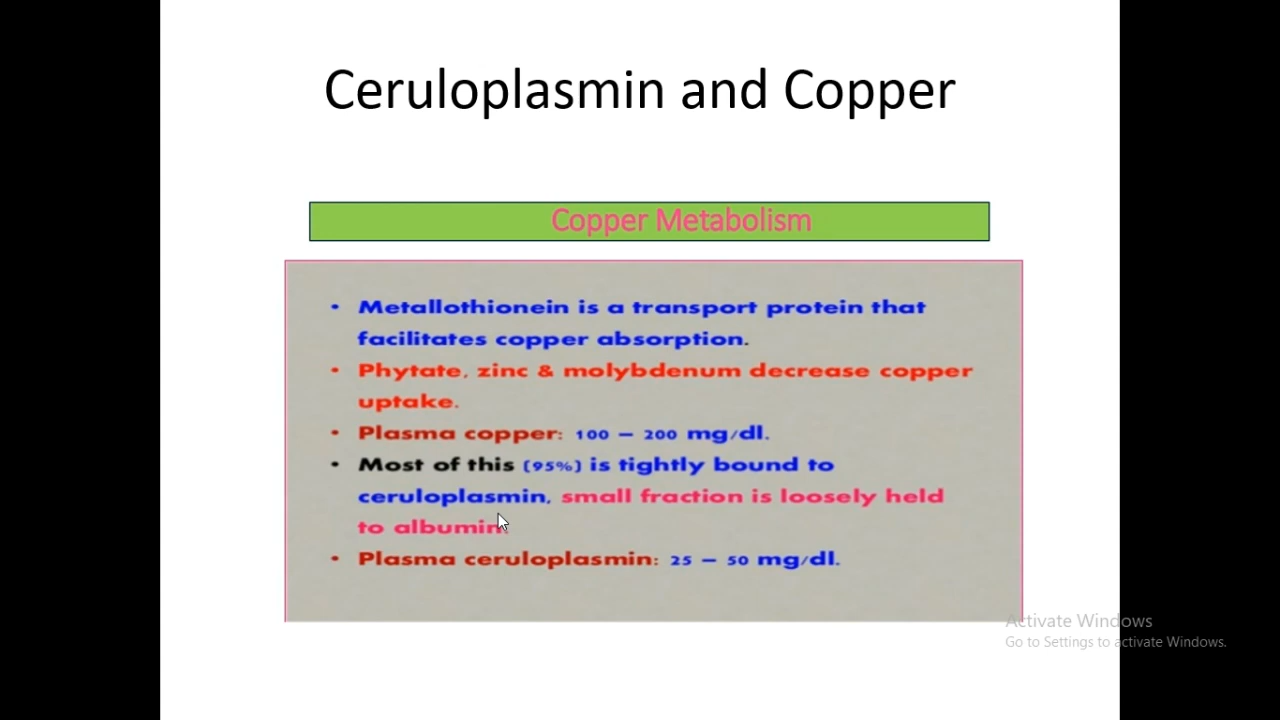 Ceruloplasmin and Copper
Copper Metabolism
• Metallothionein is a transport protein that
facilitates copper absorption.
• Phytate, zinc & molybdenum decrease copper
uptake.
• Plasma copper: 100 – 200 mg/dl.
• Most of this (95%) is tightly bound to
ceruloplasmin, small fraction is loosely held
to albumin.
• Plasma ceruloplasmin: 25 – 50 mg/dl.
Activate Windows
Go to Settings to activate Windows.